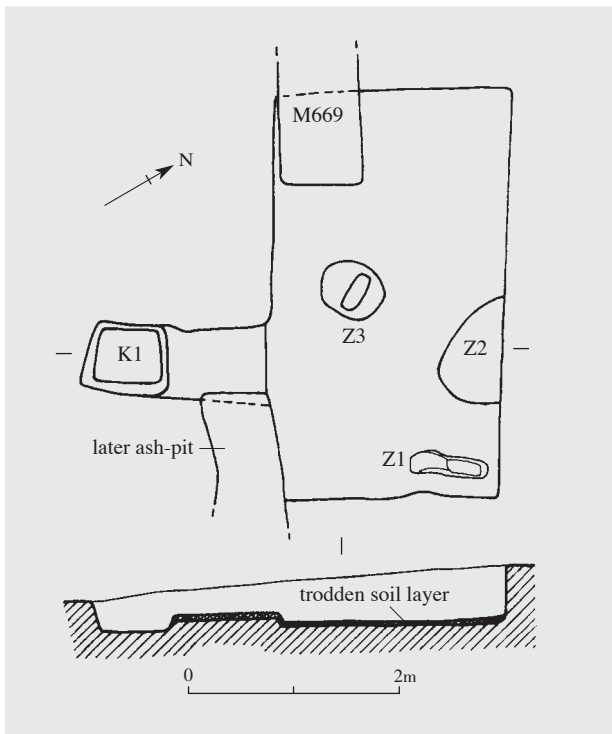 M669
N
Z3
K1
Z2
later ash-pit
Z1
trodden soil layer
0
2m